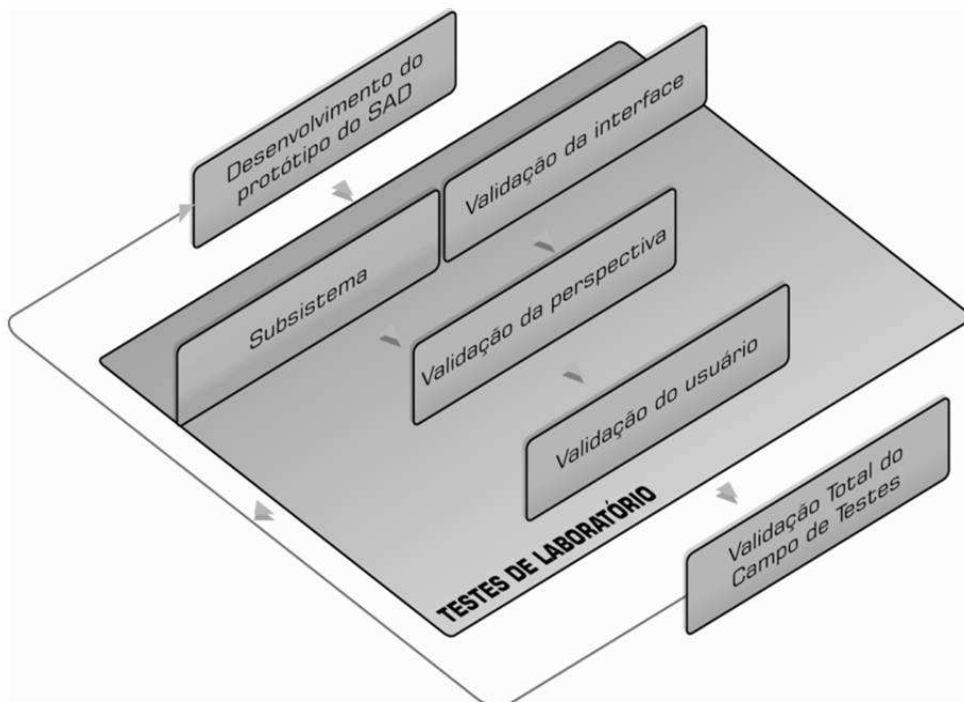 Desenvolvimento do
protótipo do SAD
Validação da interface
Subsistema
Validação da perspectiva
Validação do usuário
TESTES DE LABORATÓRIO
Validação Total do
Campo de Testes